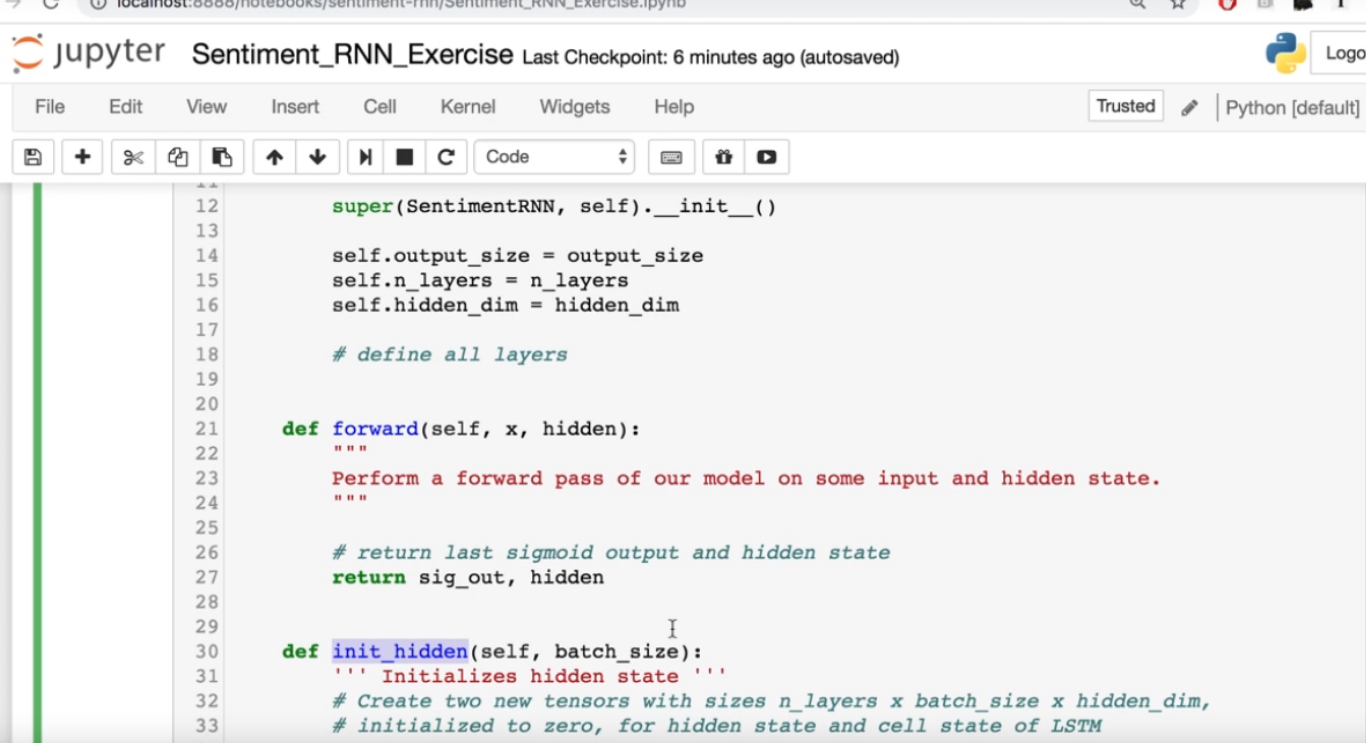 localhost:8888/notebooks/sentiment-rnn/Sentiment_RNN_Exercise.ipynb
jupyter Sentiment_RNN_Exercise Last Checkpoint: 6 minutes ago (autosaved) Logo
File Edit View Insert Cell Kernel Widgets Help Trusted Python [default]
Code
11
12 super(SentimentRNN, self).__init__()
13
14 self.output_size = output_size
15 self.n_layers = n_layers
16 self.hidden_dim = hidden_dim
17
18 # define all layers
19
20
21 def forward(self, x, hidden):
22 """
23 Perform a forward pass of our model on some input and hidden state.
24 """
25
26 # return last sigmoid output and hidden state
27 return sig_out, hidden
28
29
30 def init_hidden(self, batch_size):
31 ''' Initializes hidden state '''
32 # Create two new tensors with sizes n_layers x batch_size x hidden_dim,
33 # initialized to zero, for hidden state and cell state of LSTM